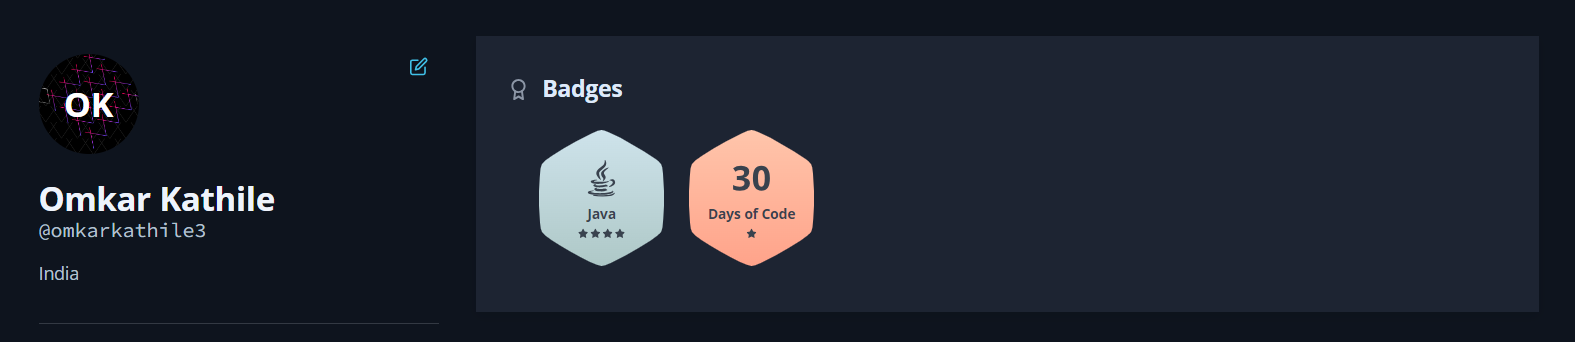 OK
Omkar Kathile
@omkarkathile3
India
Badges
Java
30
Days of Code